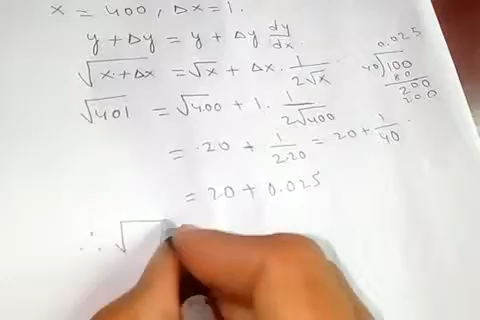 x = 400, Δx = 1.
y + Δy = y + Δy dy/dx.
√(x+Δx) = √x + Δx · 1/(2√x)
√401 = √400 + 1 · 1/(2√400)
= 20 + 1/(2·20) = 20 + 1/40 ·
= 20 + 0.025
∴ √
0.025
40√100
80
200
200